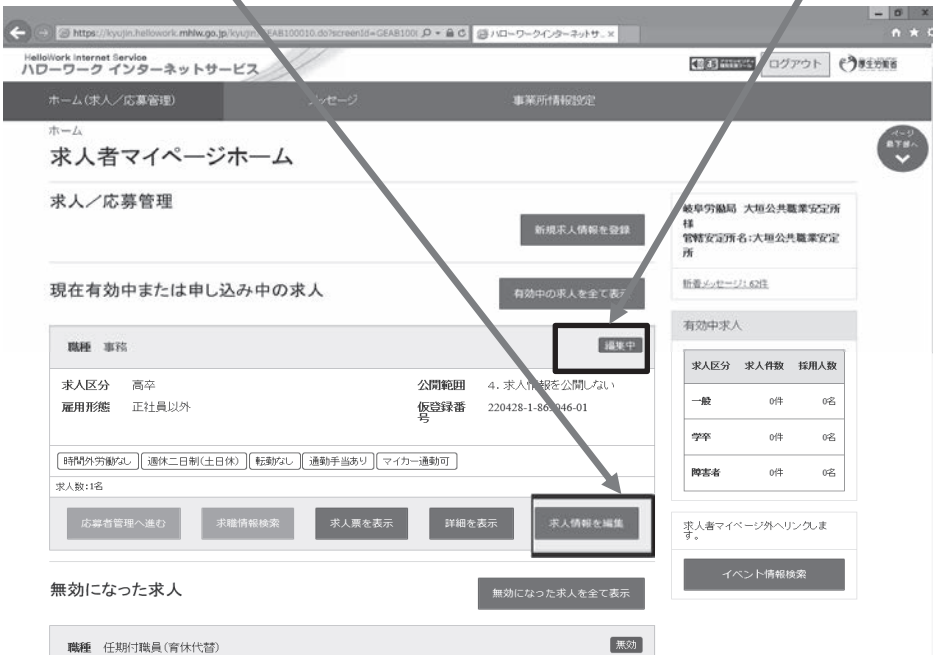 https://kyujin.hellowork.mhlw.go.jp/kyujin/GEAB100010.do?screenId=GEAB1001
ハローワークインターネットサ...
HelloWork Internet Service
ハローワーク インターネットサービス
ログアウト
厚生労働省
ホーム(求人/応募管理)
メッセージ
事業所情報設定
ホーム
求人者マイページホーム
ページ
最下部へ
求人/応募管理
新規求人情報を登録
岐阜労働局 大垣公共職業安定所
様
管轄安定所名:大垣公共職業安定
所
新着メッセージ:62件
現在有効中または申し込み中の求人
有効中の求人を全て表示
職種 事務
編集中
求人区分 高卒
公開範囲 4. 求人情報を公開しない
雇用形態 正社員以外
仮登録番
号
220428-1-86
046-01
時間外労働なし 週休二日制(土日休) 転勤なし 通勤手当あり マイカー通勤可
求人数:1名
応募者管理へ進む
求職情報検索
求人票を表示
詳細を表示
求人情報を編集
有効中求人
求人区分 求人件数 採用人数
一般 0件 0名
学卒 0件 0名
障害者 0件 0名
求人者マイページ外へリンクしま
す。
イベント情報検索
無効になった求人
無効になった求人を全て表示
職種 任期付職員(育休代替)
無効